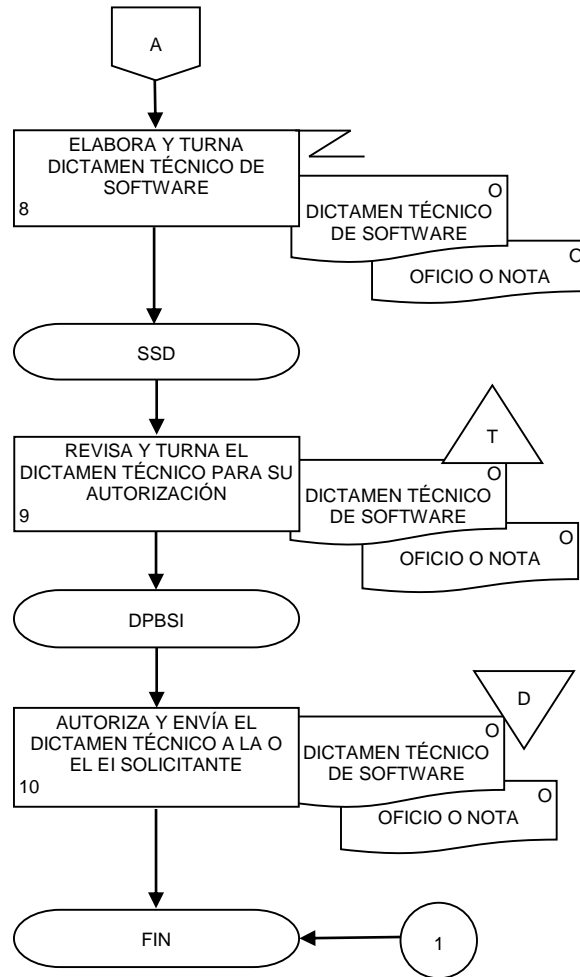 A
ELABORA Y TURNA
DICTAMEN TÉCNICO DE
SOFTWARE
8
O
DICTAMEN TÉCNICO
DE SOFTWARE
O
OFICIO O NOTA
SSD
T
REVISA Y TURNA EL
DICTAMEN TÉCNICO PARA SU
AUTORIZACIÓN
9
O
DICTAMEN TÉCNICO
DE SOFTWARE
O
OFICIO O NOTA
DPBSI
D
AUTORIZA Y ENVÍA EL
DICTAMEN TÉCNICO A LA O
EL EI SOLICITANTE
10
O
DICTAMEN TÉCNICO
DE SOFTWARE
O
OFICIO O NOTA
FIN
1